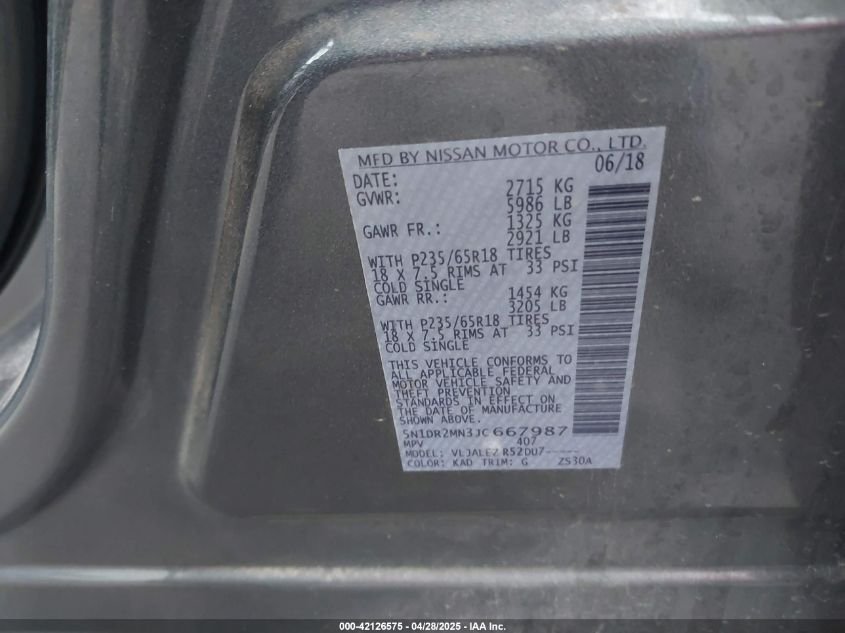 MFD BY NISSAN MOTOR CO., LTD.
DATE: 06/18
GVWR: 2715 KG
5986 LB
GAWR FR.: 1325 KG
2921 LB
WITH P235/65R18 TIRES
18 X 7.5 RIMS AT 33 PSI
COLD SINGLE
GAWR RR.: 1454 KG
3205 LB
WITH P235/65R18 TIRES
18 X 7.5 RIMS AT 33 PSI
COLD SINGLE
THIS VEHICLE CONFORMS TO
ALL APPLICABLE FEDERAL
MOTOR VEHICLE SAFETY AND
THEFT PREVENTION
STANDARDS IN EFFECT ON
THE DATE OF MANUFACTURE
SHOWN ABOVE
5N1DR2MN3JC667987
MPV 407
MODEL: R52DU7-----
COLOR: KAD TRIM: G ZS30A
000-42126575 - 04/28/2025 - IAA Inc.